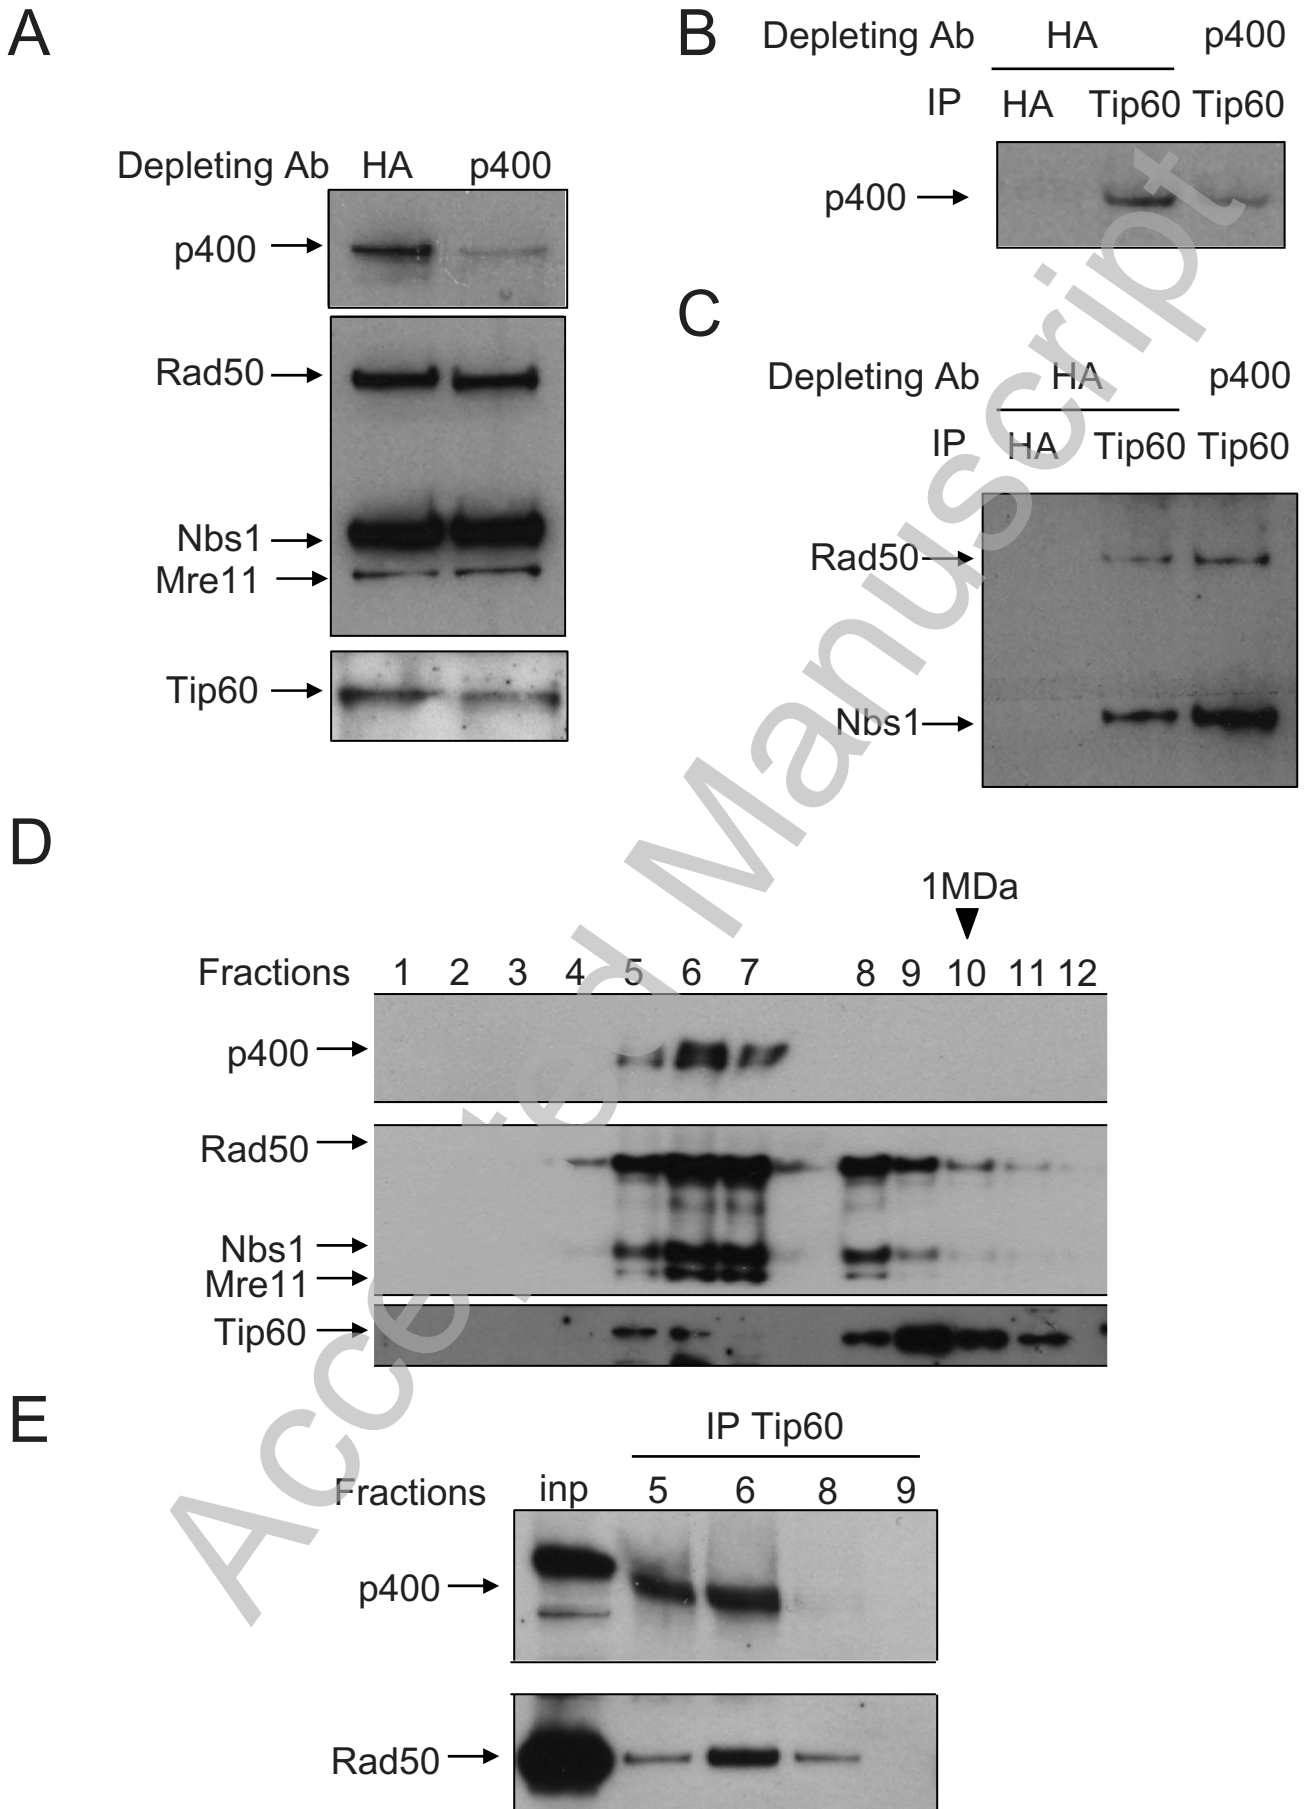 A
Depleting Ab HA p400
p400
Rad50
Nbs1
Mre11
Tip60
B
Depleting Ab HA p400
IP HA Tip60 Tip60
p400
C
Depleting Ab HA p400
IP HA Tip60 Tip60
Rad50
Nbs1
D
1MDa
Fractions 1 2 3 4 5 6 7 8 9 10 11 12
p400
Rad50
Nbs1
Mre11
Tip60
E
IP Tip60
Fractions inp 5 6 8 9
p400
Rad50
Accepted Manuscript